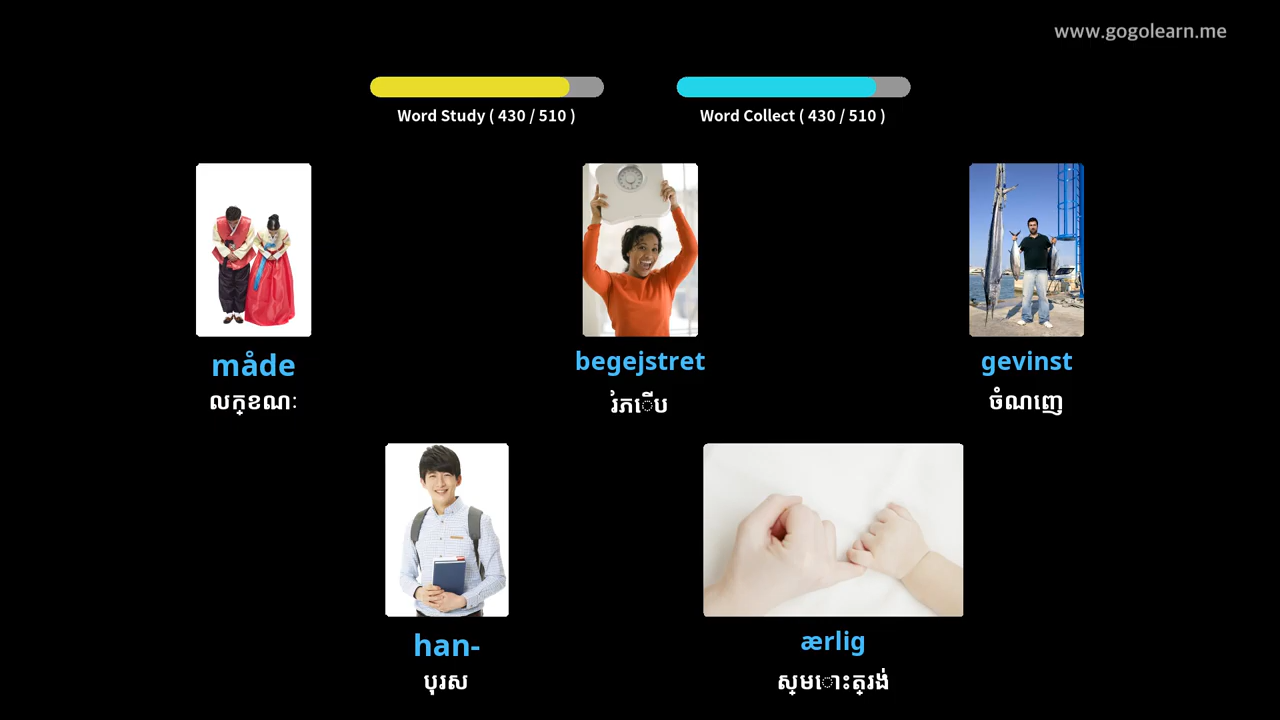 www.gogolearn.me
Word Study ( 430 / 510 )
Word Collect ( 430 / 510 )
måde
លក្ខណៈ
begejstret
រំភើប
gevinst
ចំណេញ
han-
បុរស
ærlig
ស្មោះត្រង់